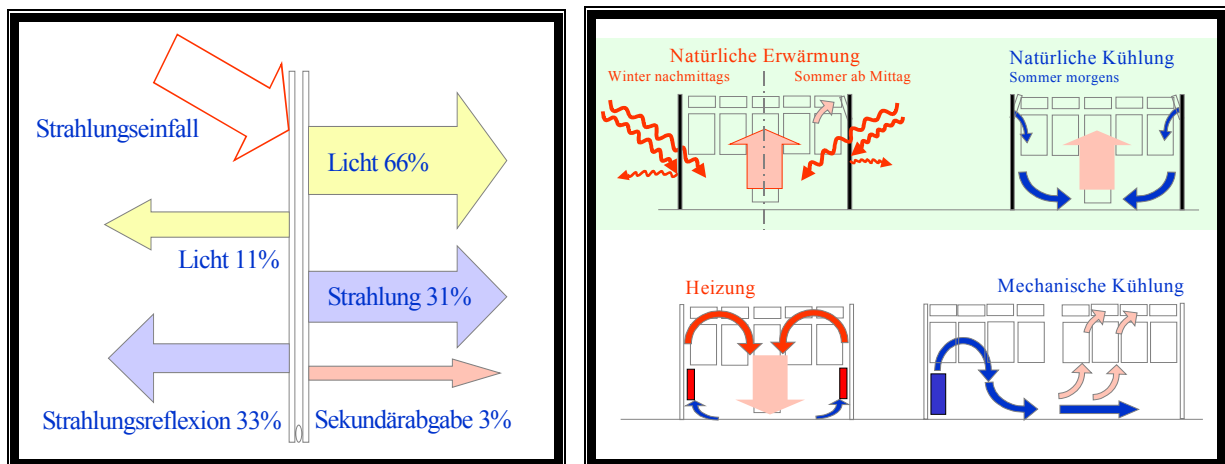 Strahlungseinfall
Licht 66%
Licht 11%
Strahlung 31%
Strahlungsreflexion 33%
Sekundärabgabe 3%
Natürliche Erwärmung
Winter nachmittags
Sommer ab Mittag
Natürliche Kühlung
Sommer morgens
Heizung
Mechanische Kühlung